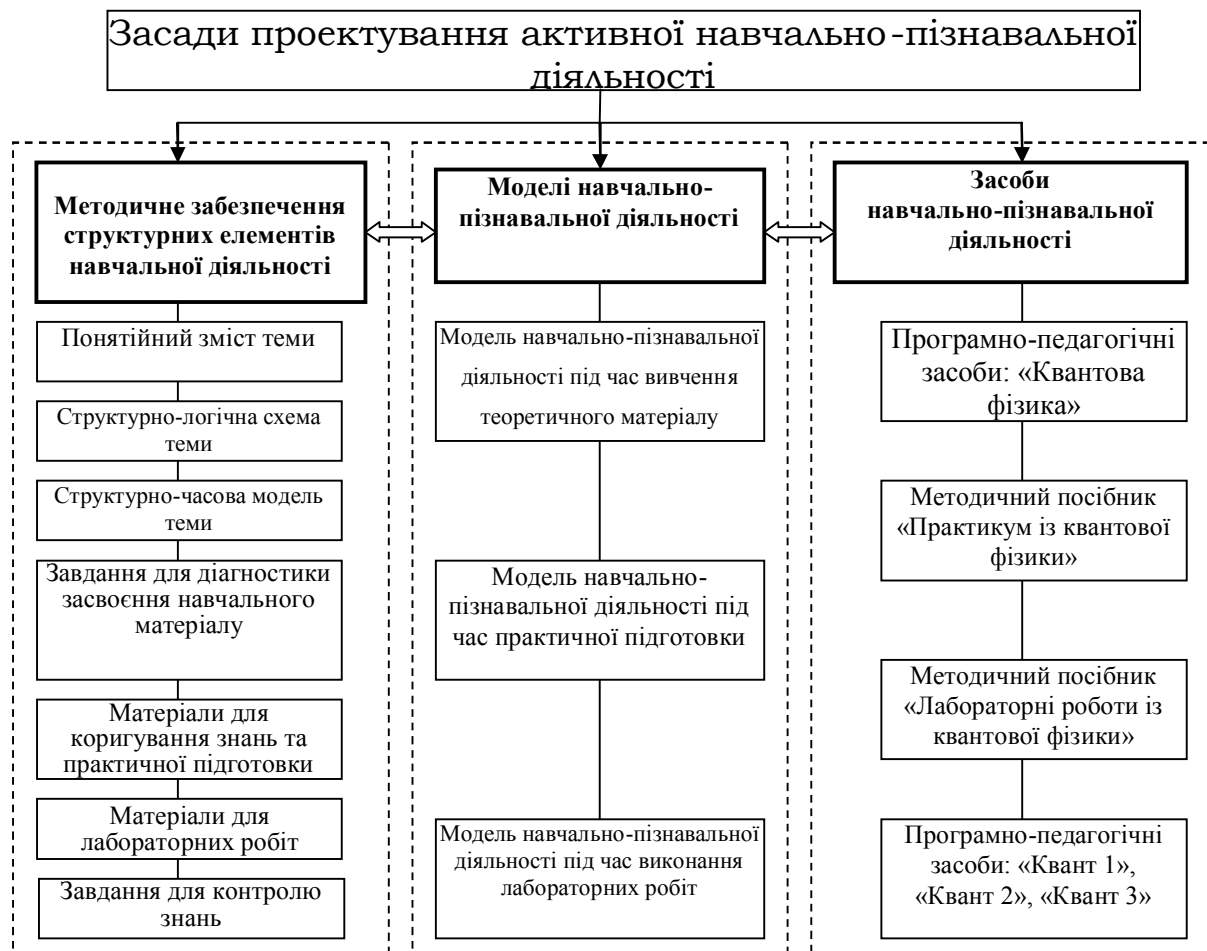 Засади проектування активної навчально-пізнавальної
діяльності
Методичне забезпечення
структурних елементів
навчальної діяльності
Понятійний зміст теми
Структурно-логічна схема
теми
Структурно-часова модель
теми
Завдання для діагностики
засвоєння навчального
матеріалу
Матеріали для
коригування знань та
практичної підготовки
Матеріали для
лабораторних робіт
Завдання для контролю
знань
Моделі навчально-
пізнавальної діяльності
Модель навчально-пізнавальної
діяльності під час вивчення
теоретичного матеріалу
Модель навчально-
пізнавальної діяльності під
час практичної підготовки
Модель навчально-пізнавальної
діяльності під час виконання
лабораторних робіт
Засоби
навчально-пізнавальної
діяльності
Програмно-педагогічні
засоби: «Квантова
фізика»
Методичний посібник
«Практикум із квантової
фізики»
Методичний посібник
«Лабораторні роботи із
квантової фізики»
Програмно-педагогічні
засоби: «Квант 1»,
«Квант 2», «Квант 3»